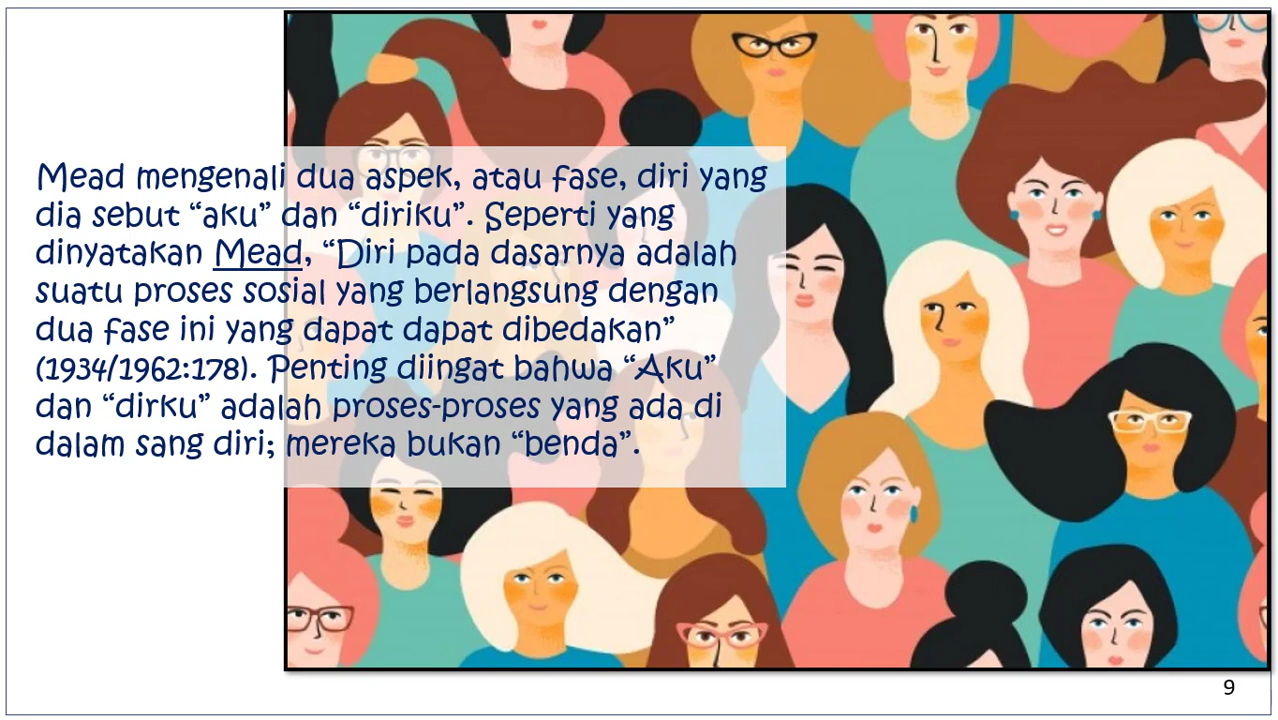 Mead mengenali dua aspek, atau fase, diri yang
dia sebut “aku” dan “diriku”. Seperti yang
dinyatakan Mead, “Diri pada dasarnya adalah
suatu proses sosial yang berlangsung dengan
dua fase ini yang dapat dapat dibedakan”
(1934/1962:178). Penting diingat bahwa “Aku”
dan “dirku” adalah proses-proses yang ada di
dalam sang diri; mereka bukan “benda”.
9